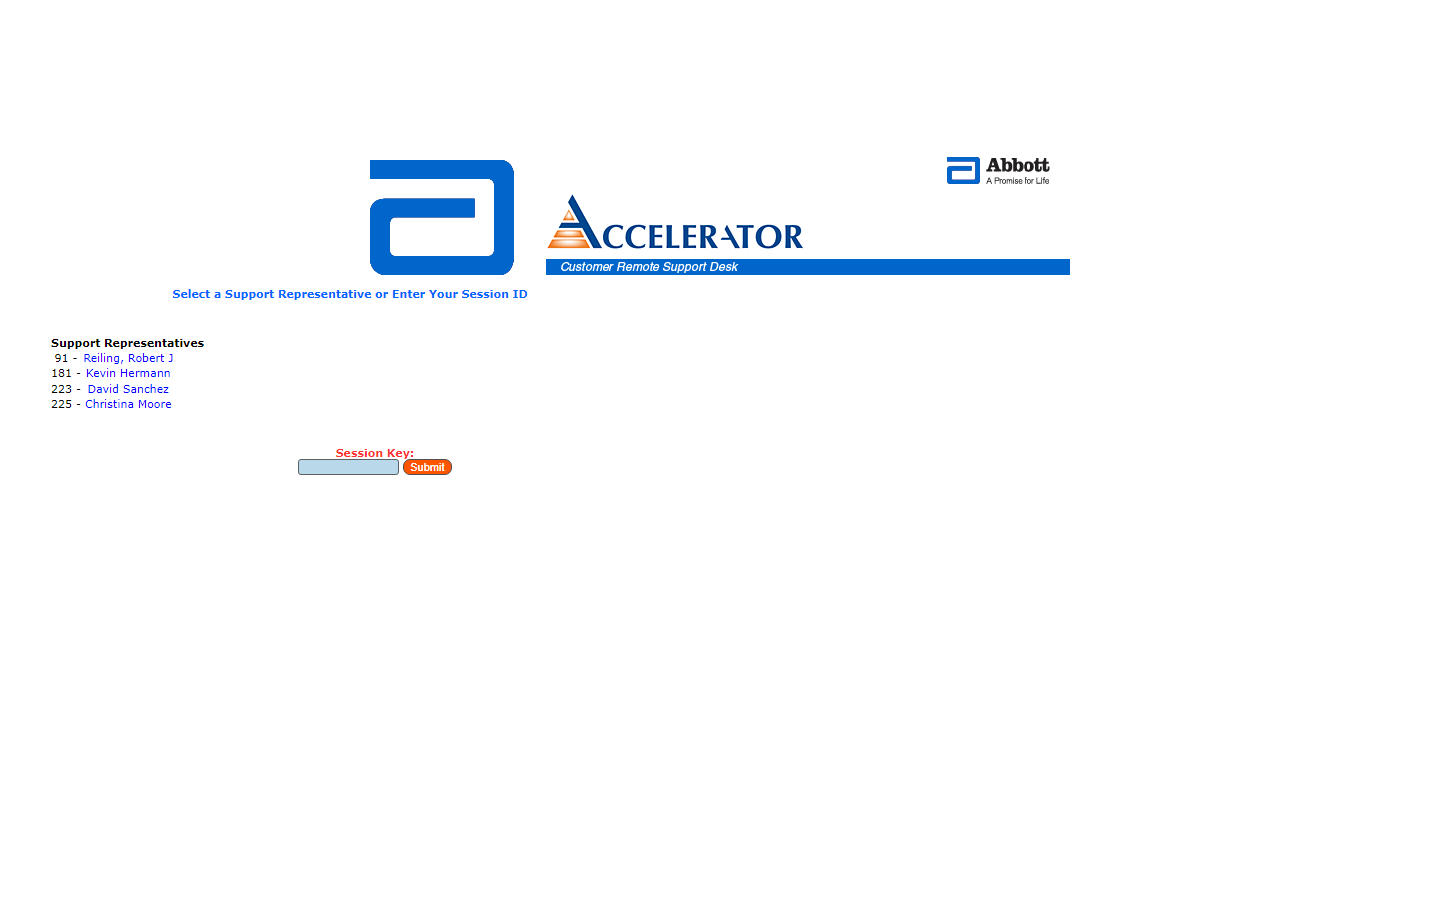 Abbott
A Promise for Life
ACCELERATOR
Customer Remote Support Desk
Select a Support Representative or Enter Your Session ID
Support Representatives
91 - Reiling, Robert J
181 - Kevin Hermann
223 - David Sanchez
225 - Christina Moore
Session Key:
Submit